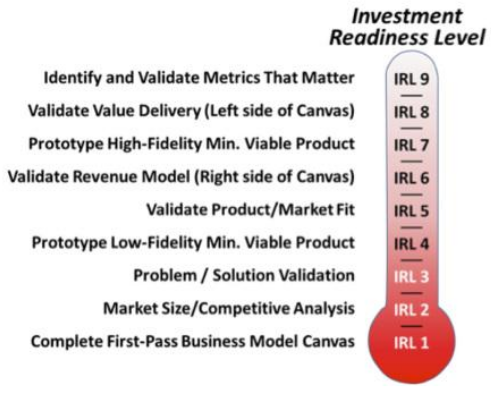 Investment
Readiness Level
Identify and Validate Metrics That Matter IRL 9
Validate Value Delivery (Left side of Canvas) IRL 8
Prototype High-Fidelity Min. Viable Product IRL 7
Validate Revenue Model (Right side of Canvas) IRL 6
Validate Product/Market Fit IRL 5
Prototype Low-Fidelity Min. Viable Product IRL 4
Problem / Solution Validation IRL 3
Market Size/Competitive Analysis IRL 2
Complete First-Pass Business Model Canvas IRL 1